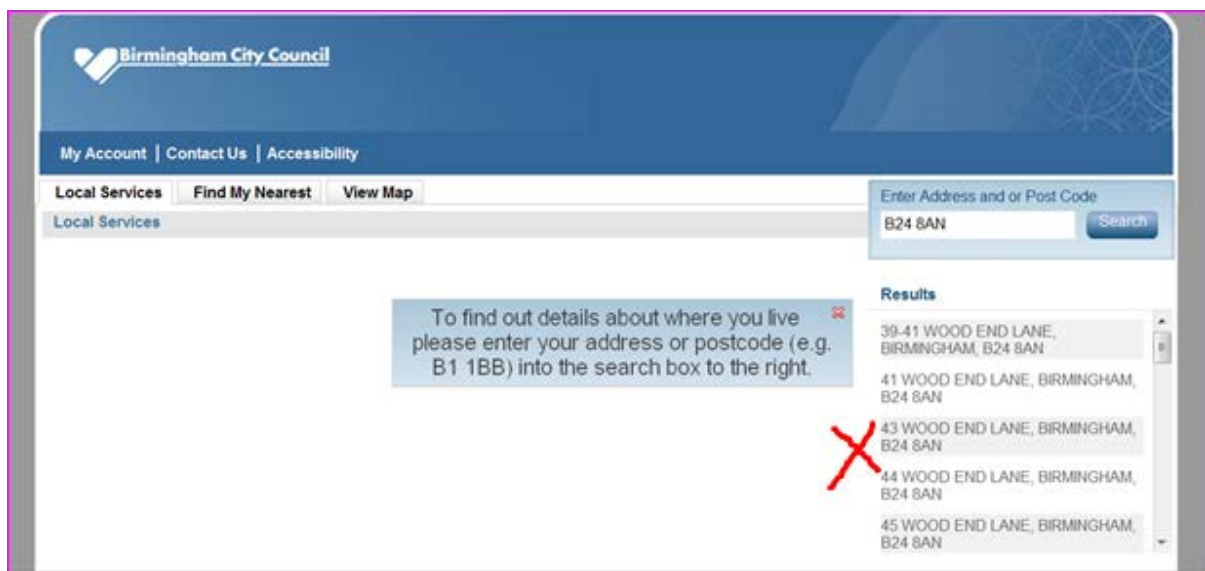 Birmingham City Council
My Account | Contact Us | Accessibility
Local Services Find My Nearest View Map
Local Services
Enter Address and or Post Code
B24 8AN Search
To find out details about where you live
please enter your address or postcode (e.g.
B1 1BB) into the search box to the right.
Results
39-41 WOOD END LANE,
BIRMINGHAM, B24 8AN
41 WOOD END LANE, BIRMINGHAM,
B24 8AN
43 WOOD END LANE, BIRMINGHAM,
B24 8AN
44 WOOD END LANE, BIRMINGHAM,
B24 8AN
45 WOOD END LANE, BIRMINGHAM,
B24 8AN